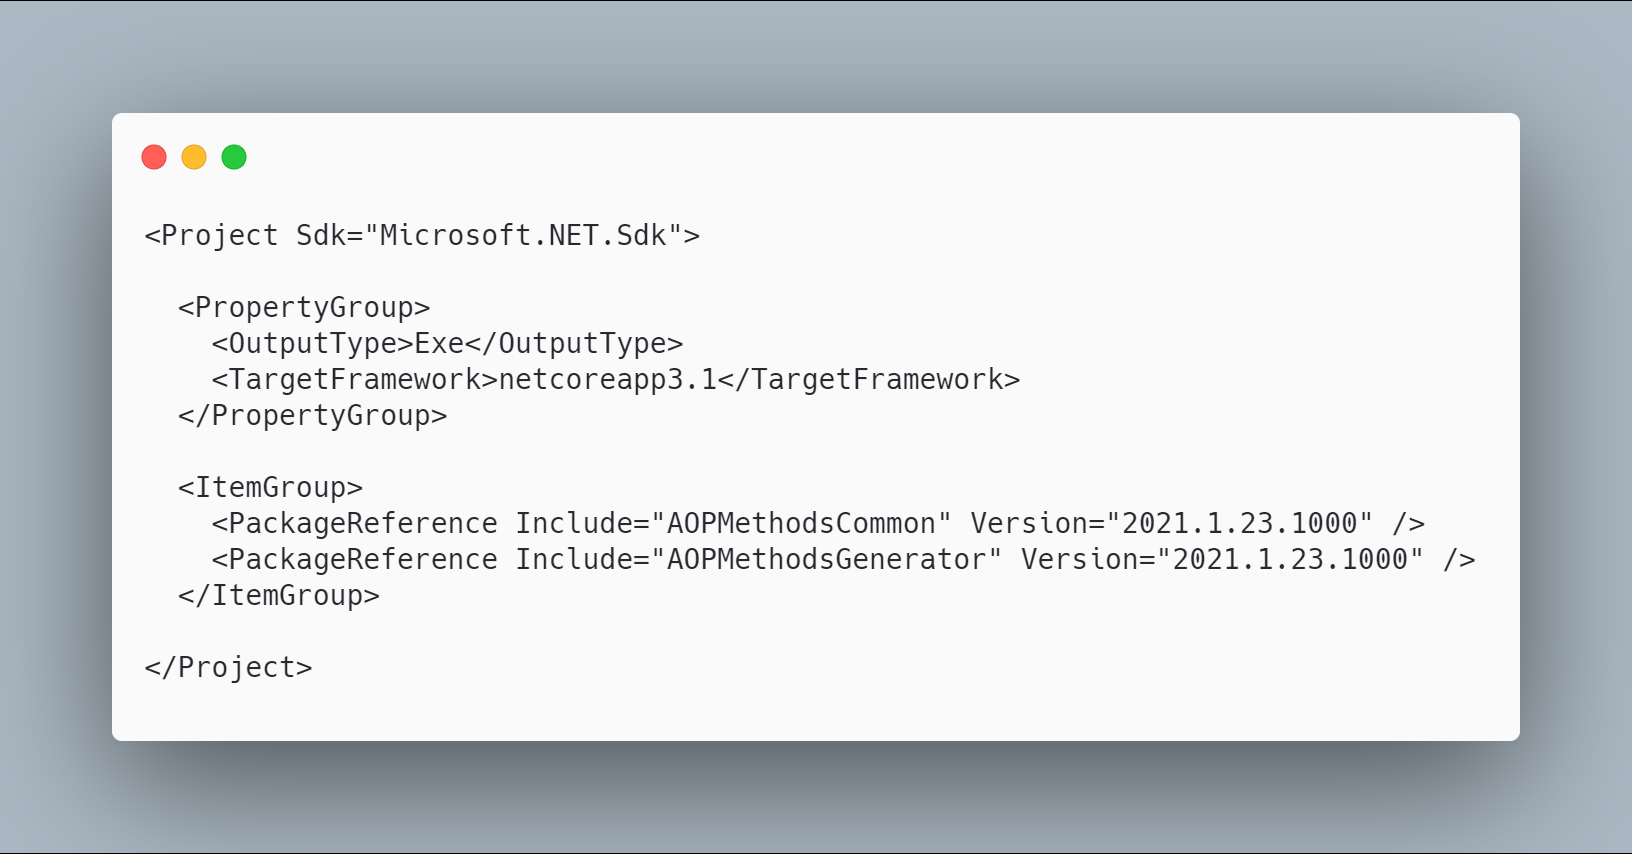 <Project Sdk="Microsoft.NET.Sdk">
  <PropertyGroup>
    <OutputType>Exe</OutputType>
    <TargetFramework>netcoreapp3.1</TargetFramework>
  </PropertyGroup>
  <ItemGroup>
    <PackageReference Include="AOPMethodsCommon" Version="2021.1.23.1000" />
    <PackageReference Include="AOPMethodsGenerator" Version="2021.1.23.1000" />
  </ItemGroup>
</Project>